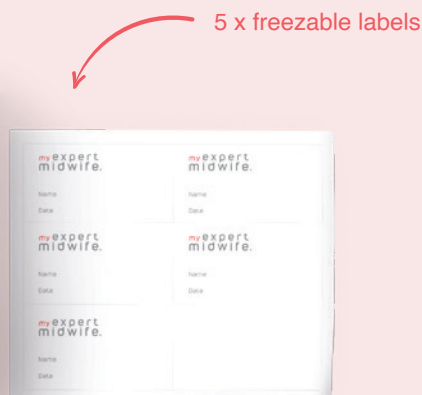 5 x freezable labels
my expert
midwife.
Name
Date
my expert
midwife.
Name
Date
my expert
midwife.
Name
Date
my expert
midwife.
Name
Date
my expert
midwife.
Name
Date